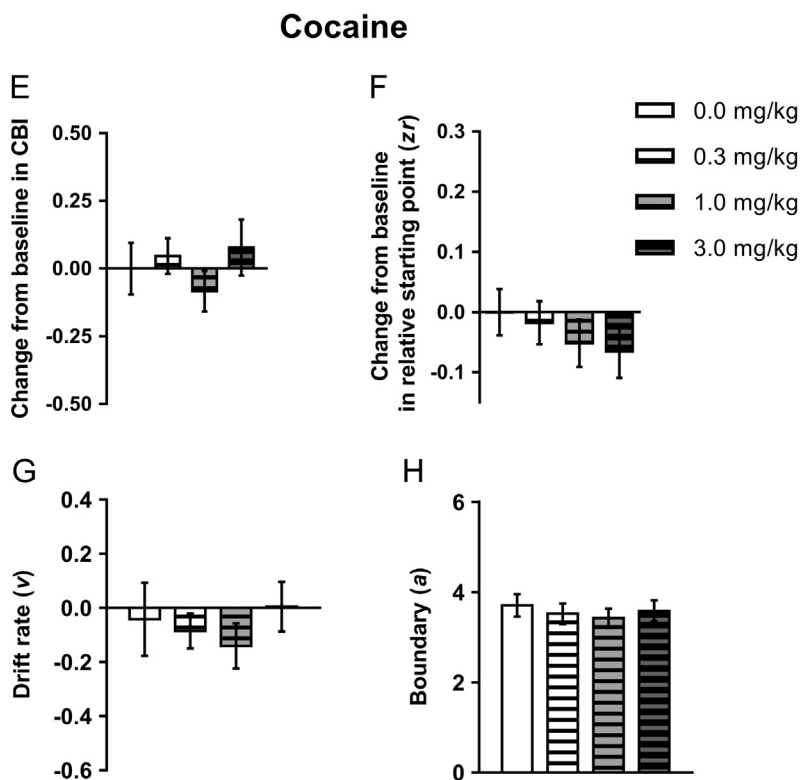 Cocaine
E
Change from baseline in CBI
0.50
0.25
0.00
-0.25
-0.50
F
Change from baseline
in relative starting point (zr)
0.3
0.2
0.1
0.0
-0.1
0.0 mg/kg
0.3 mg/kg
1.0 mg/kg
3.0 mg/kg
G
Drift rate (v)
0.4
0.2
0.0
-0.2
-0.4
-0.6
H
Boundary (a)
6
4
2
0